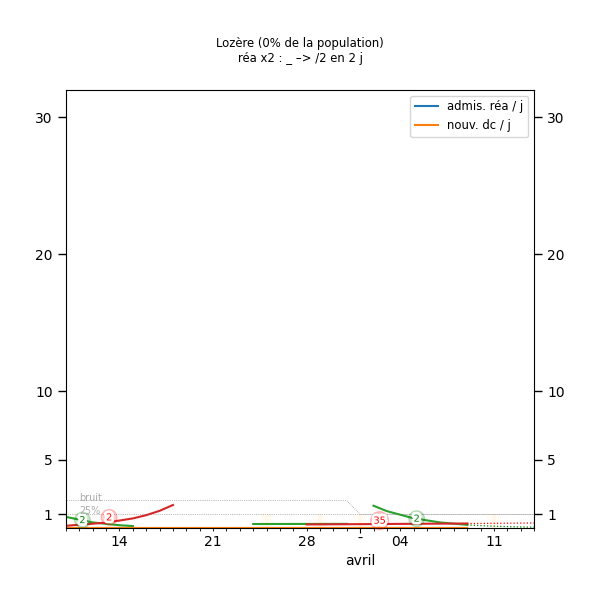 Lozère (0% de la population)
réa x2 : _ –> /2 en 2 j
admis. réa / j
nouv. dc / j
30 30
20 20
10 10
5 5
bruit
25%
1 1
2 2 35 2
14 21 28 - 04 11
avril